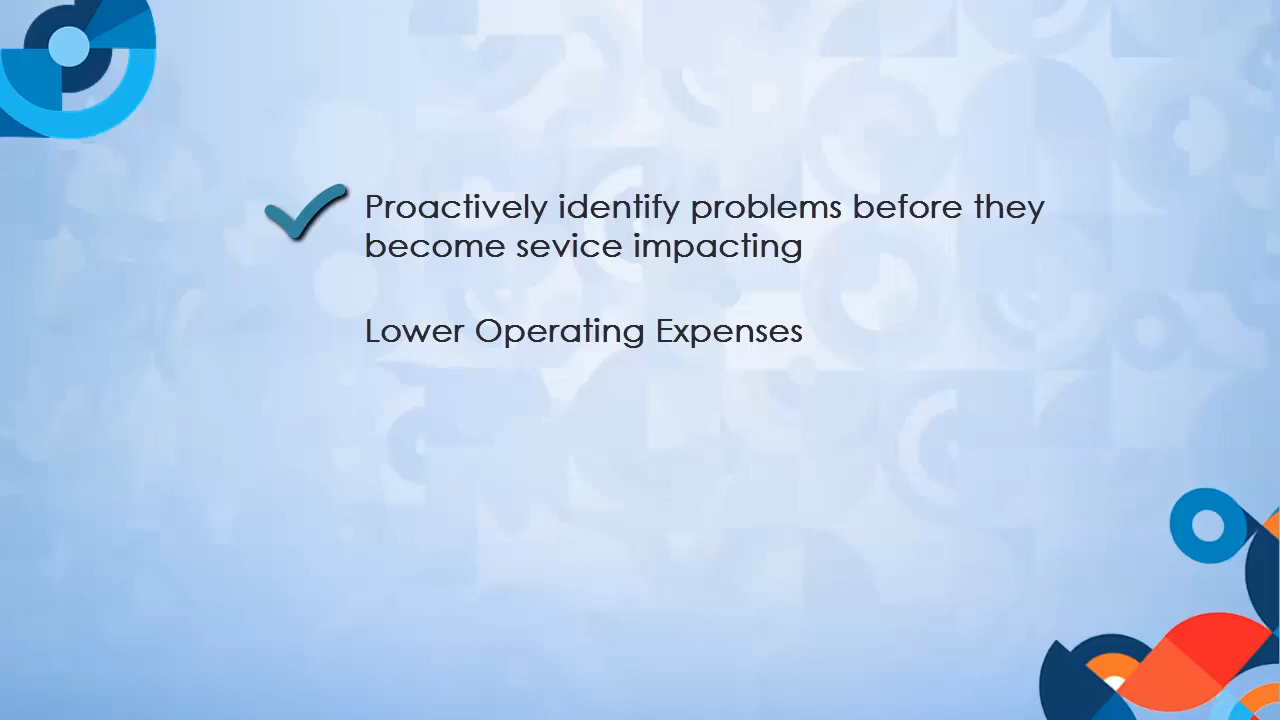 Proactively identify problems before they
become sevice impacting
Lower Operating Expenses